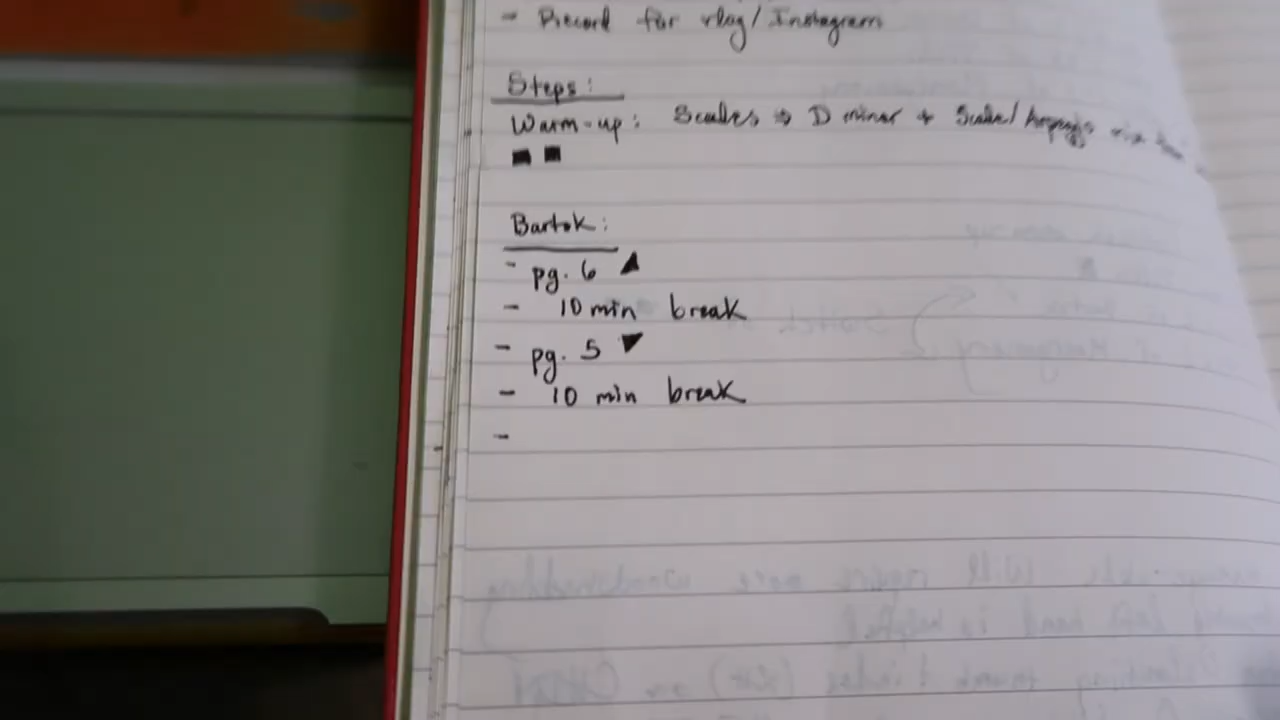 - Record for vlog/Instagram
Steps:
Warm-up: Scales → D minor + Scale/Arpeggio
Bartok:
- pg. 6
- 10 min break
- pg. 5
- 10 min break
-